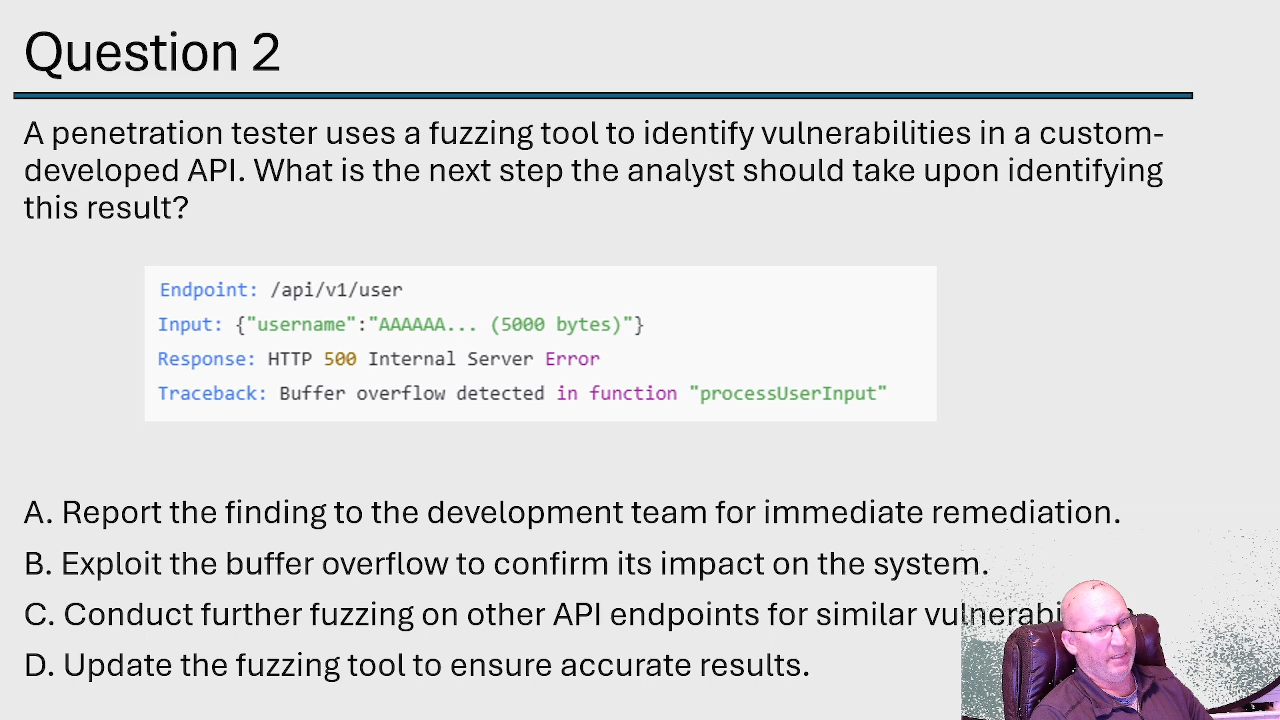 Question 2
A penetration tester uses a fuzzing tool to identify vulnerabilities in a custom-
developed API. What is the next step the analyst should take upon identifying
this result?
Endpoint: /api/v1/user
Input: {"username":"AAAAAA... (5000 bytes)"}
Response: HTTP 500 Internal Server Error
Traceback: Buffer overflow detected in function "processUserInput"
A. Report the finding to the development team for immediate remediation.
B. Exploit the buffer overflow to confirm its impact on the system.
C. Conduct further fuzzing on other API endpoints for similar
D. Update the fuzzing tool to ensure accurate results.